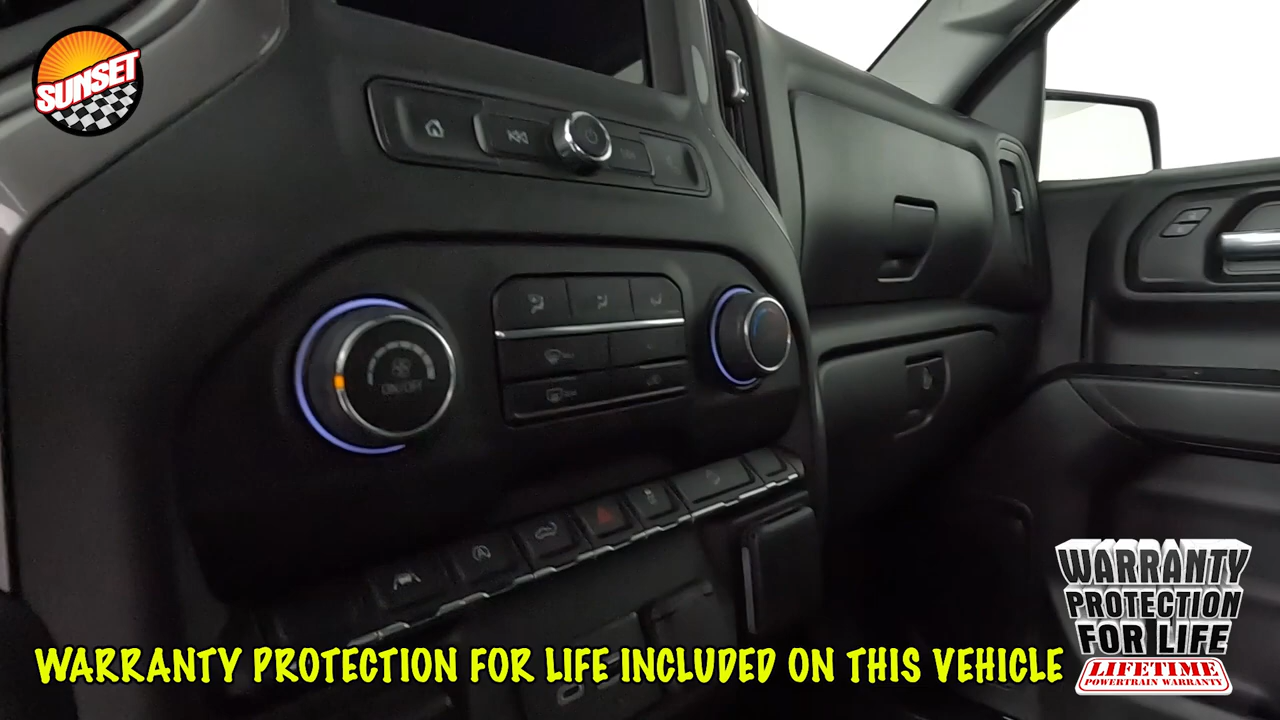 SUNSET
ON/OFF
WARRANTY
PROTECTION
FOR LIFE
LIFETIME
POWERTRAIN WARRANTY
WARRANTY PROTECTION FOR LIFE INCLUDED ON THIS VEHICLE